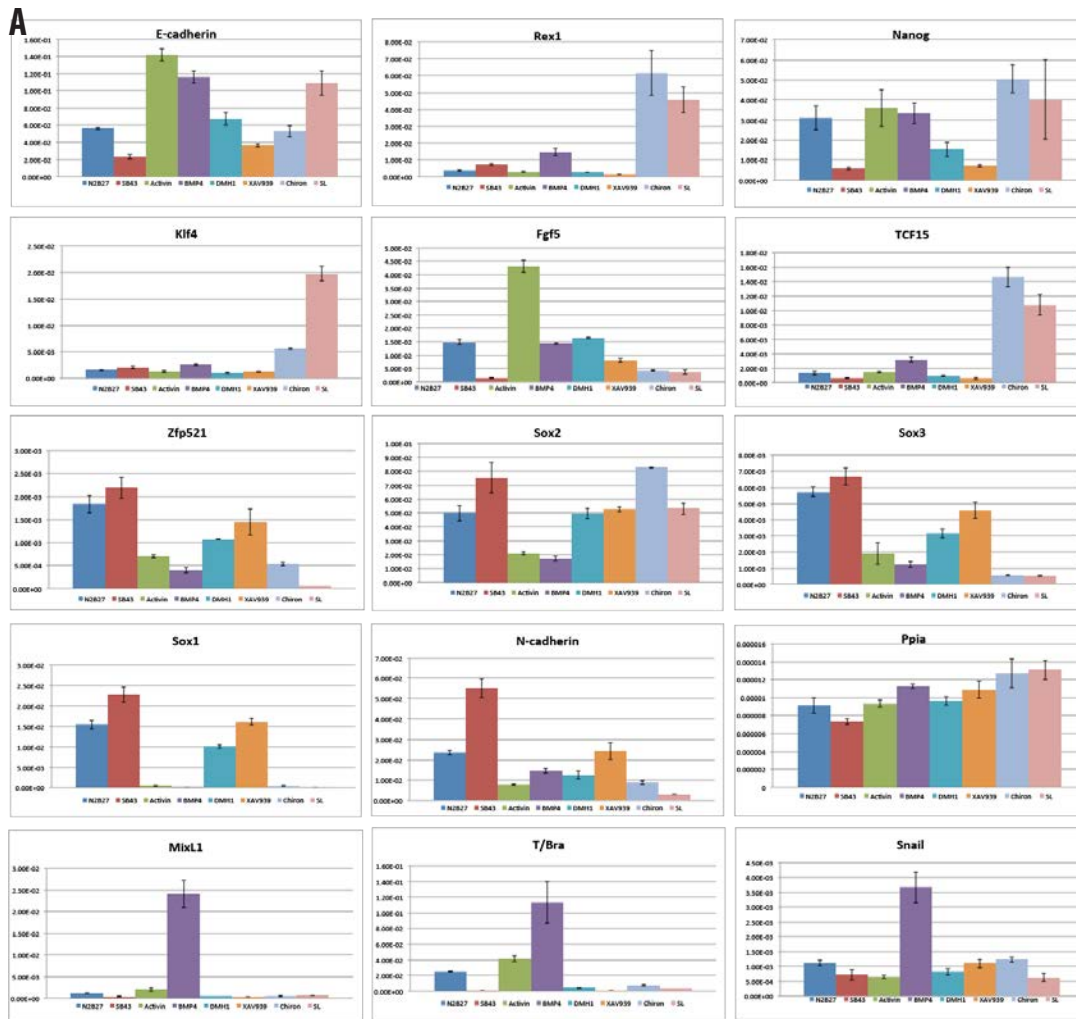 A
E-cadherin
1.60E-01
1.40E-01
1.20E-01
1.00E-01
8.00E-02
6.00E-02
4.00E-02
2.00E-02
0.00E+00
N2B27 SB43 Activin BMP4 DMH1 XAV939 Chiron SL
Rex1
8.00E-02
7.00E-02
6.00E-02
5.00E-02
4.00E-02
3.00E-02
2.00E-02
1.00E-02
0.00E+00
N2B27 SB43 Activin BMP4 DMH1 XAV939 Chiron SL
Nanog
7.00E-02
6.00E-02
5.00E-02
4.00E-02
3.00E-02
2.00E-02
1.00E-02
0.00E+00
N2B27 SB43 Activin BMP4 DMH1 XAV939 Chiron SL
Klf4
2.50E-02
2.00E-02
1.50E-02
1.00E-02
5.00E-03
0.00E+00
N2B27 SB43 Activin BMP4 DMH1 XAV939 Chiron SL
Fgf5
5.00E-02
4.50E-02
4.00E-02
3.50E-02
3.00E-02
2.50E-02
2.00E-02
1.50E-02
1.00E-02
5.00E-03
0.00E+00
N2B27 SB43 Activin BMP4 DMH1 XAV939 Chiron SL
TCF15
1.80E-02
1.60E-02
1.40E-02
1.20E-02
1.00E-02
8.00E-03
6.00E-03
4.00E-03
2.00E-03
0.00E+00
N2B27 SB43 Activin BMP4 DMH1 XAV939 Chiron SL
Zfp521
3.00E-03
2.50E-03
2.00E-03
1.50E-03
1.00E-03
5.00E-04
0.00E+00
N2B27 SB43 Activin BMP4 DMH1 XAV939 Chiron SL
Sox2
1.00E-01
9.00E-02
8.00E-02
7.00E-02
6.00E-02
5.00E-02
4.00E-02
3.00E-02
2.00E-02
1.00E-02
0.00E+00
N2B27 SB43 Activin BMP4 DMH1 XAV939 Chiron SL
Sox3
8.00E-03
7.00E-03
6.00E-03
5.00E-03
4.00E-03
3.00E-03
2.00E-03
1.00E-03
0.00E+00
N2B27 SB43 Activin BMP4 DMH1 XAV939 Chiron SL
Sox1
3.00E-02
2.50E-02
2.00E-02
1.50E-02
1.00E-02
5.00E-03
0.00E+00
N2B27 SB43 Activin BMP4 DMH1 XAV939 Chiron SL
N-cadherin
7.00E-02
6.00E-02
5.00E-02
4.00E-02
3.00E-02
2.00E-02
1.00E-02
0.00E+00
N2B27 SB43 Activin BMP4 DMH1 XAV939 Chiron SL
Ppia
0.000016
0.000014
0.000012
0.00001
0.000008
0.000006
0.000004
0.000002
0
N2B27 SB43 Activin BMP4 DMH1 XAV939 Chiron SL
MixL1
3.00E-02
2.50E-02
2.00E-02
1.50E-02
1.00E-02
5.00E-03
0.00E+00
N2B27 SB43 Activin BMP4 DMH1 XAV939 Chiron SL
T/Bra
1.60E-01
1.40E-01
1.20E-01
1.00E-01
8.00E-02
6.00E-02
4.00E-02
2.00E-02
0.00E+00
N2B27 SB43 Activin BMP4 DMH1 XAV939 Chiron SL
Snail
4.50E-03
4.00E-03
3.50E-03
3.00E-03
2.50E-03
2.00E-03
1.50E-03
1.00E-03
5.00E-04
0.00E+00
N2B27 SB43 Activin BMP4 DMH1 XAV939 Chiron SL